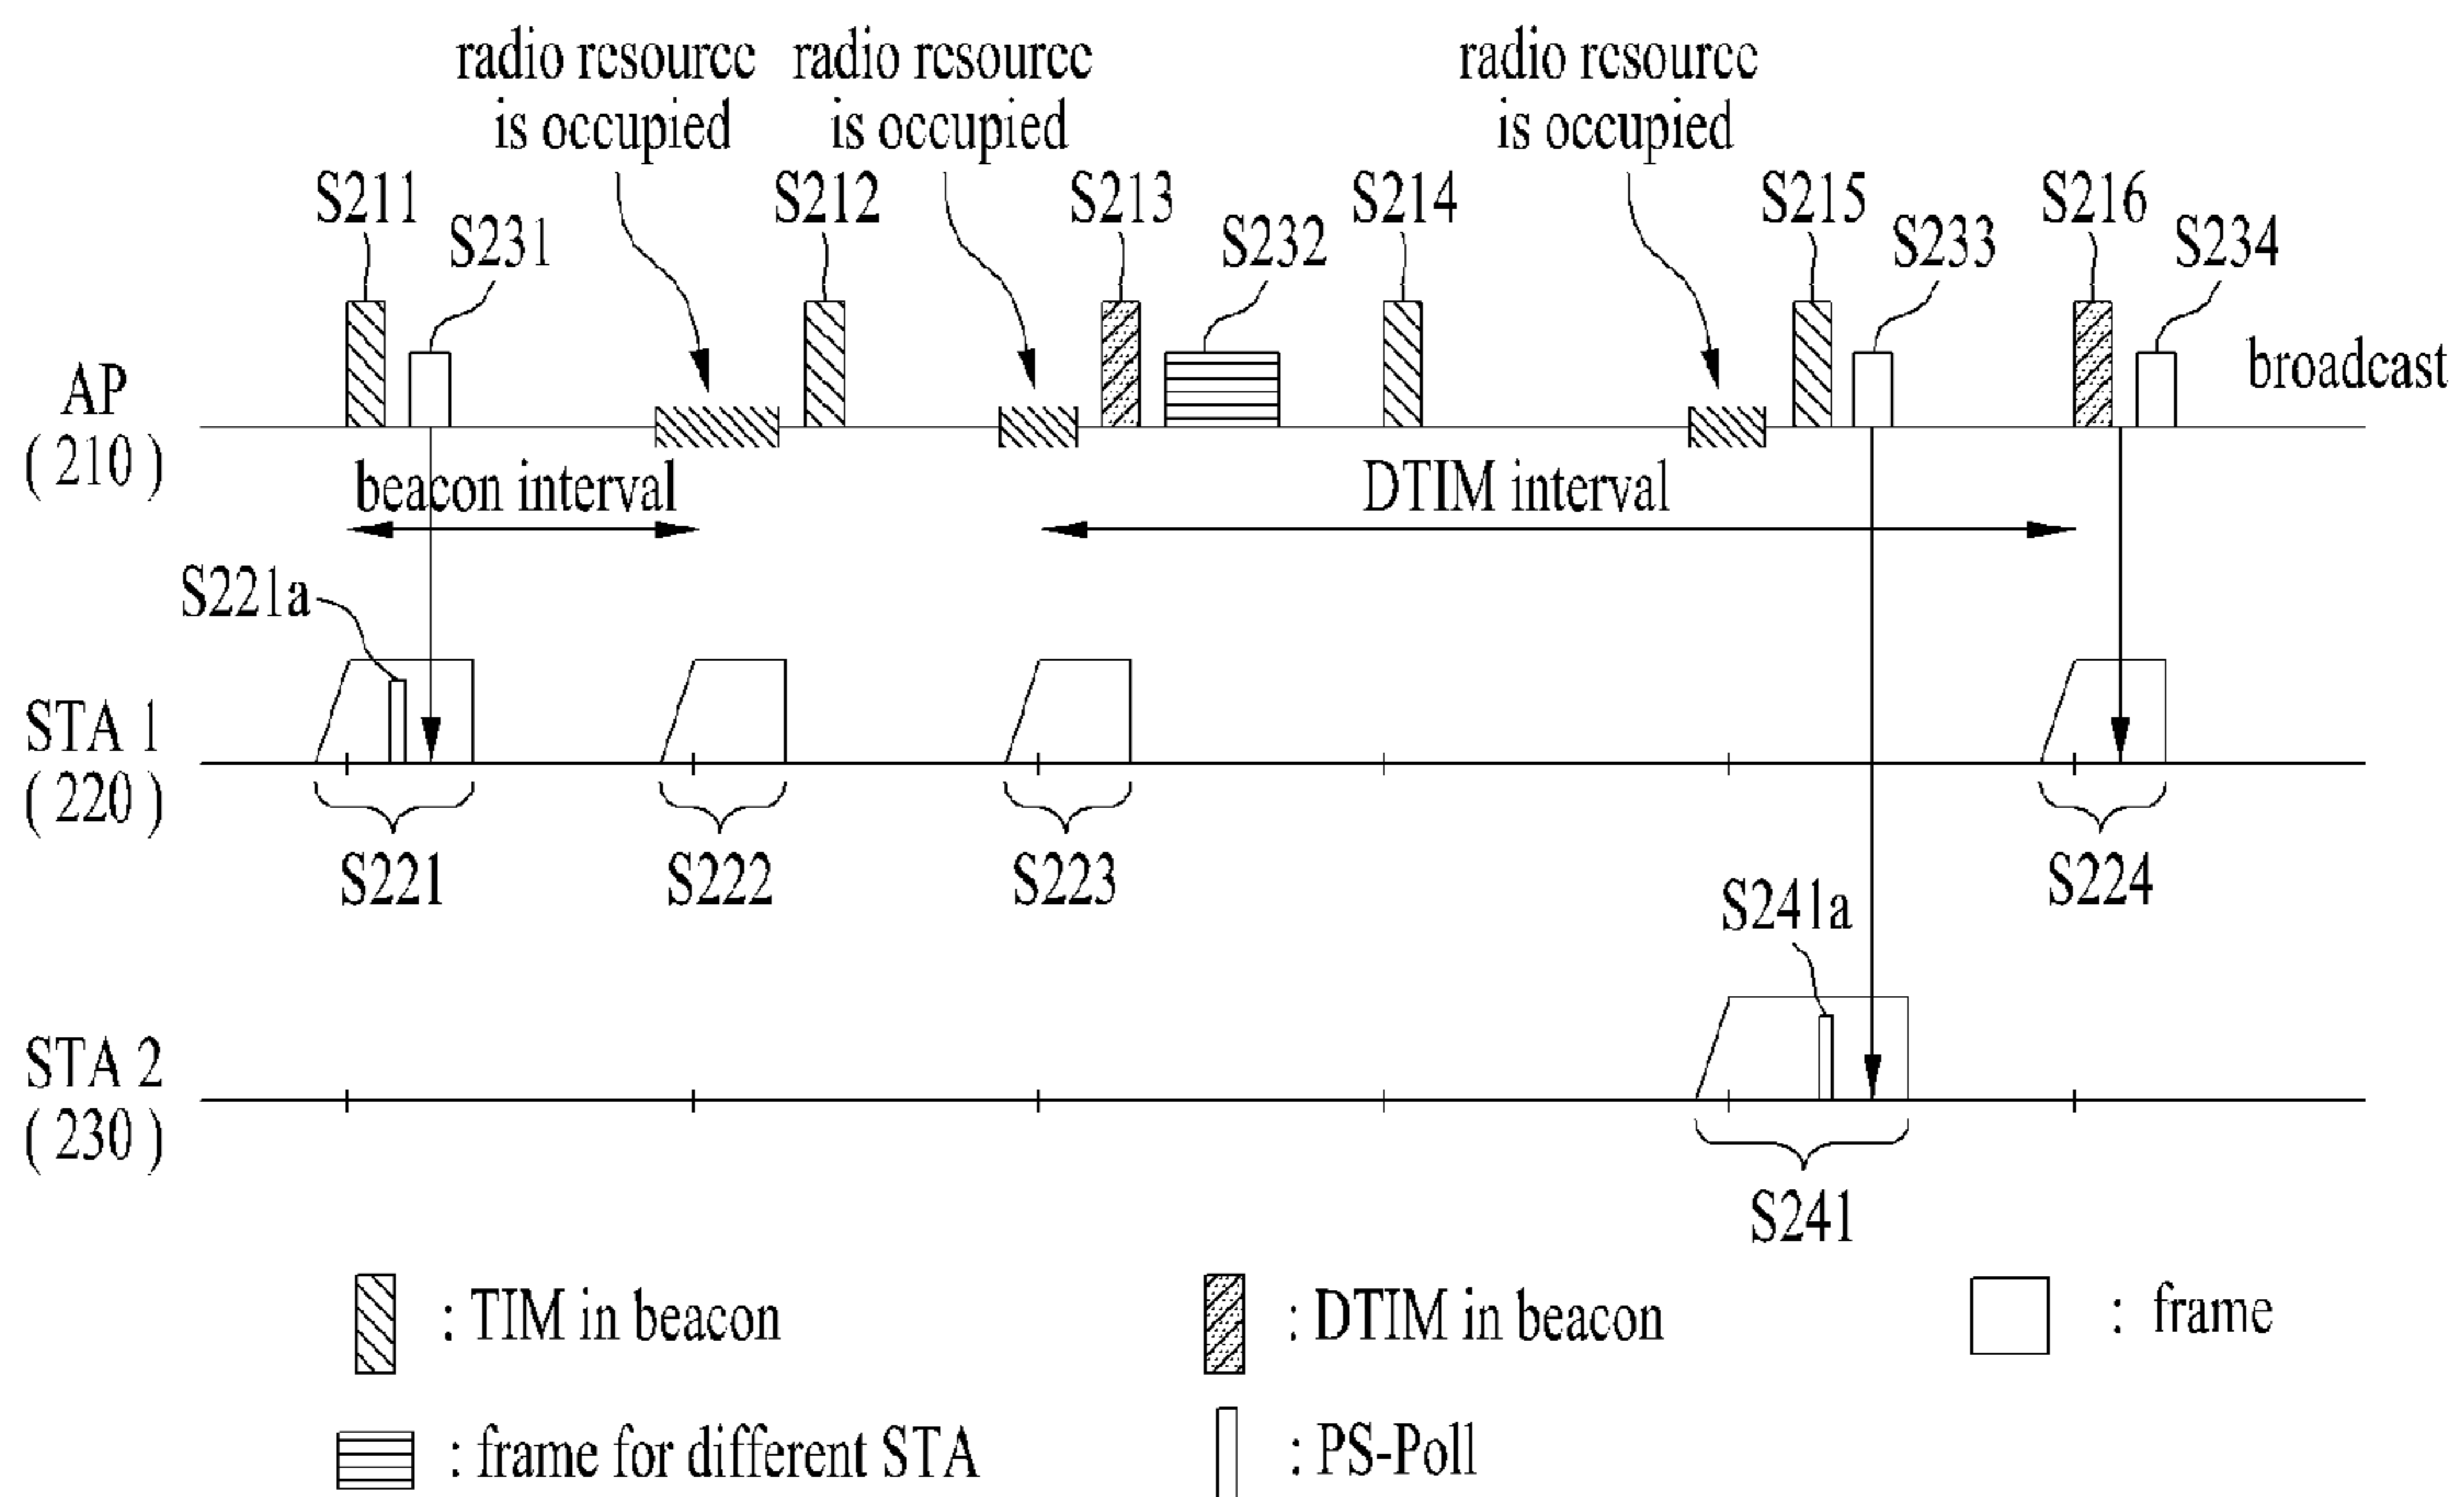 radio resource
is occupied
radio resource
is occupied
radio resource
is occupied
S211
S231
S212
S213
S232
S214
S215
S233
S216
S234
AP
( 210 )
broadcast
beacon interval
DTIM interval
S221a
STA 1
( 220 )
S221
S222
S223
S224
S241a
STA 2
( 230 )
S241
: TIM in beacon
: DTIM in beacon
: frame
: frame for different STA
: PS-Poll